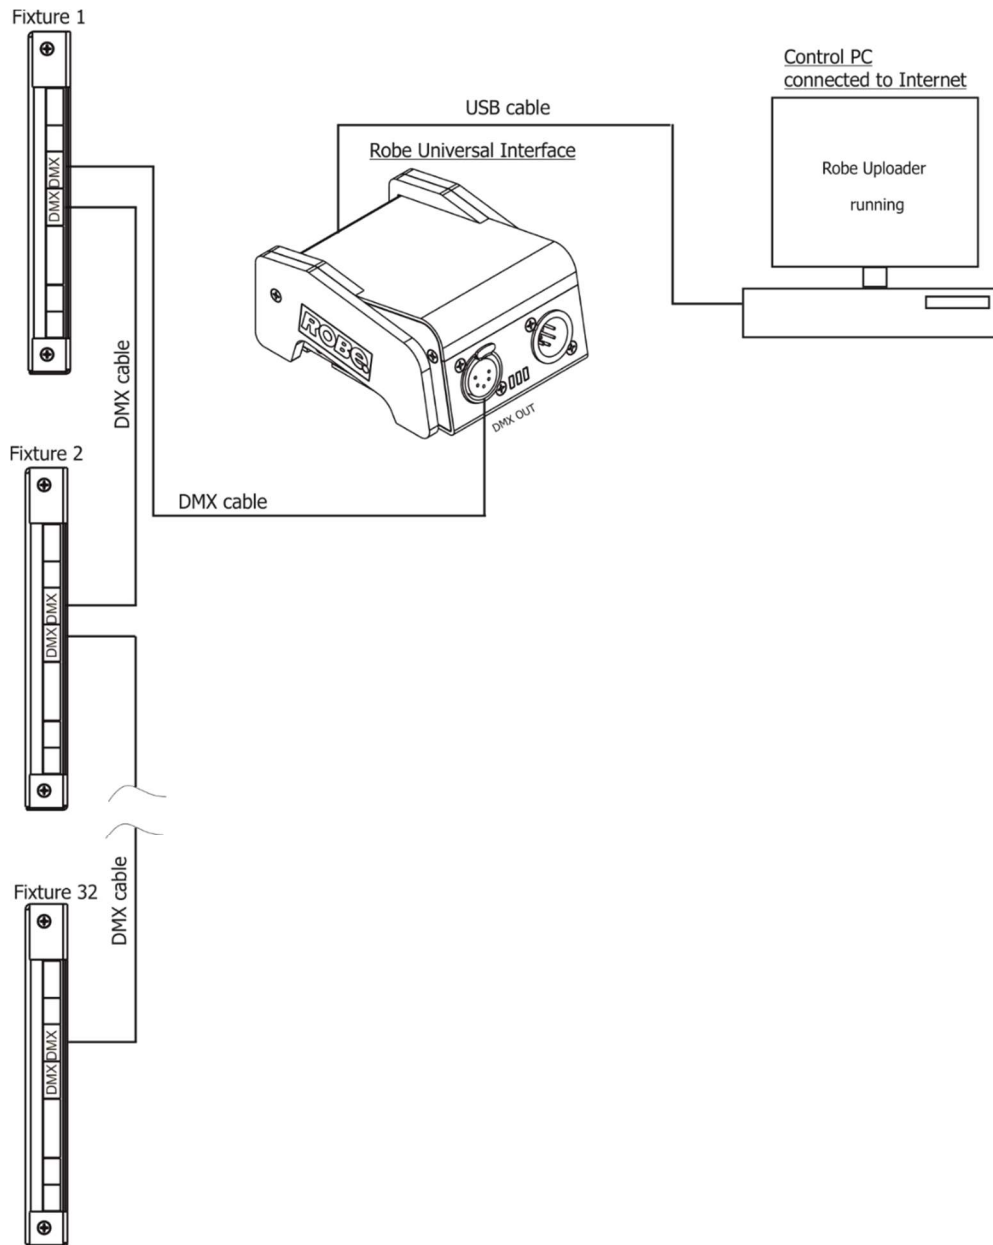 Fixture 1
DMX DMX
DMX cable
Control PC
connected to Internet
USB cable
Robe Universal Interface
Robe Uploader
running
ROBE
DMX OUT
DMX cable
Fixture 2
DMX DMX
DMX cable
Fixture 32
DMX DMX